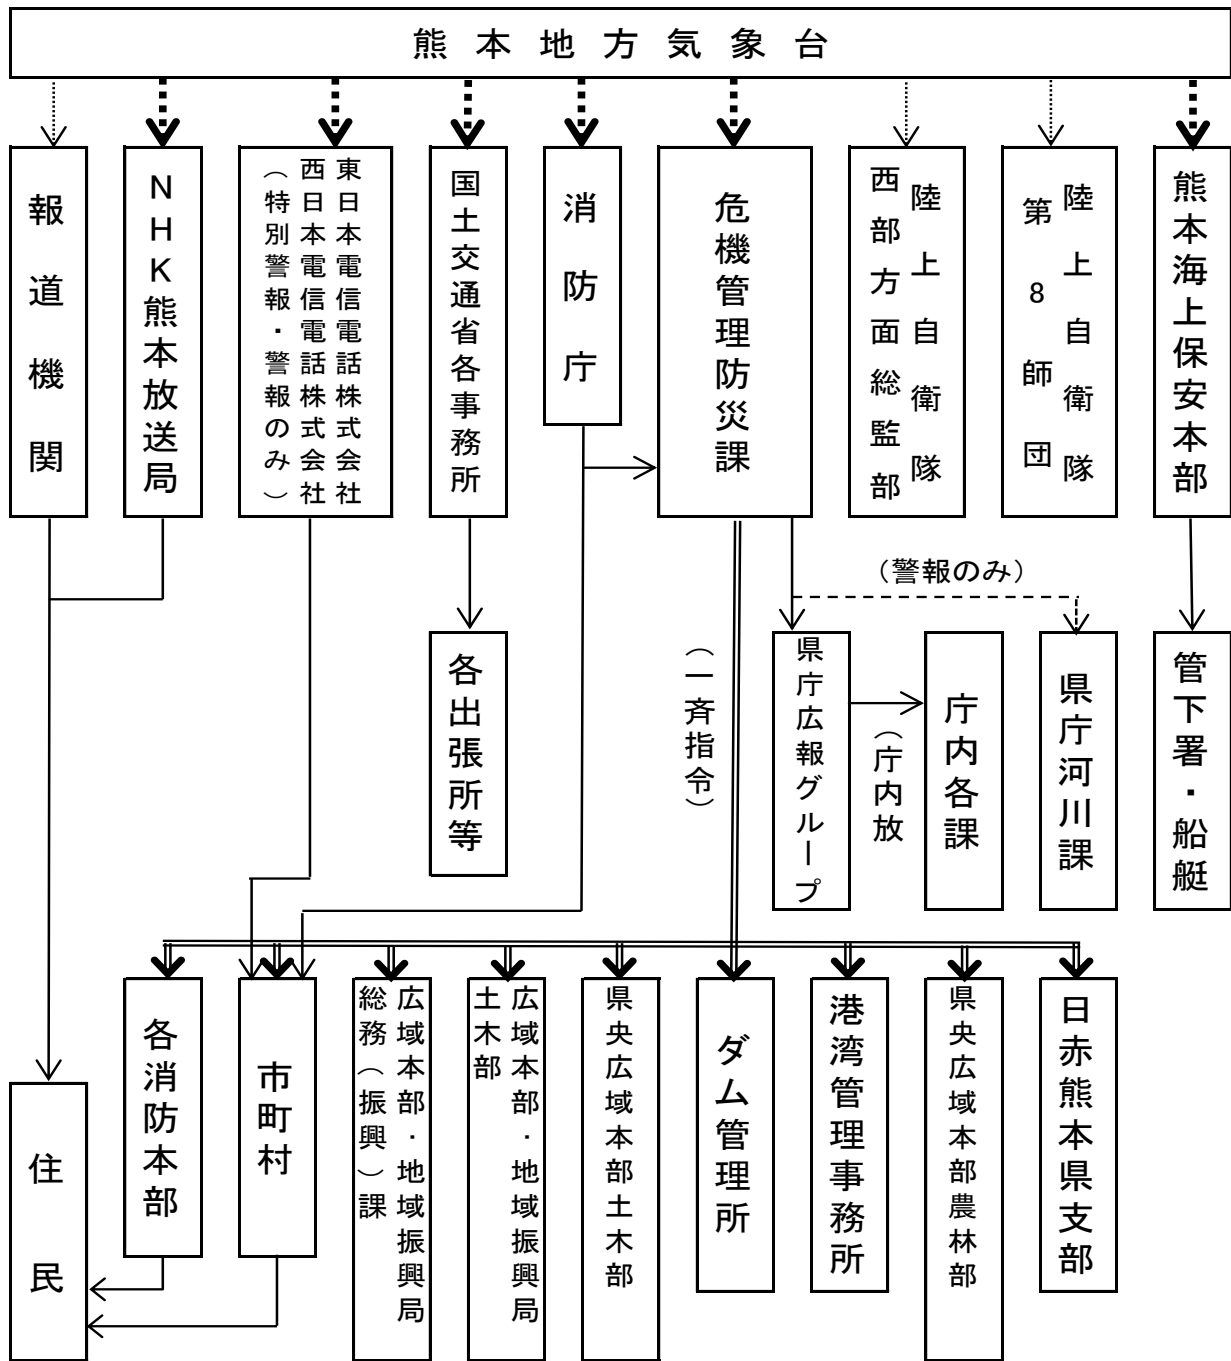 熊本地方気象台
報道機関
NHK熊本放送局
東日本電信電話株式会社
西日本電信電話株式会社
（特別警報・警報のみ）
国土交通省各事務所
消防庁
危機管理防災課
陸上自衛隊
西部方面総監部
陸上自衛隊
第8師団
熊本海上保安本部
（警報のみ）
各出張所等
（一斉指令）
県庁広報グループ
（庁内放
庁内各課
県庁河川課
管下署・船艇
住民
各消防本部
市町村
広域本部・地域振興局
総務（振興）課
広域本部・地域振興局
土木部
県央広域本部土木部
ダム管理所
港湾管理事務所
県央広域本部農林部
日赤熊本県支部